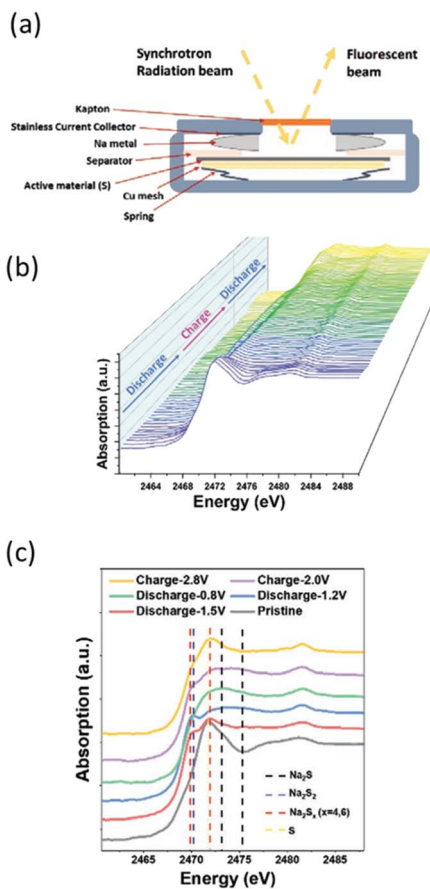 (a)
Synchrotron
Radiation beam
Fluorescent
beam
Kapton
Stainless Current Collector
Na metal
Separator
Active material (S)
Cu mesh
Spring
(b)
Discharge
Charge
Discharge
Absorption (a.u.)
2464 2468 2472 2476 2480 2484 2488
Energy (eV)
(c)
Charge-2.8V Charge-2.0V
Discharge-0.8V Discharge-1.2V
Discharge-1.5V Pristine
Absorption (a.u.)
Na₂S
Na₂S₂
Na₂Sₓ (x=4,6)
S
2465 2470 2475 2480 2485
Energy (eV)